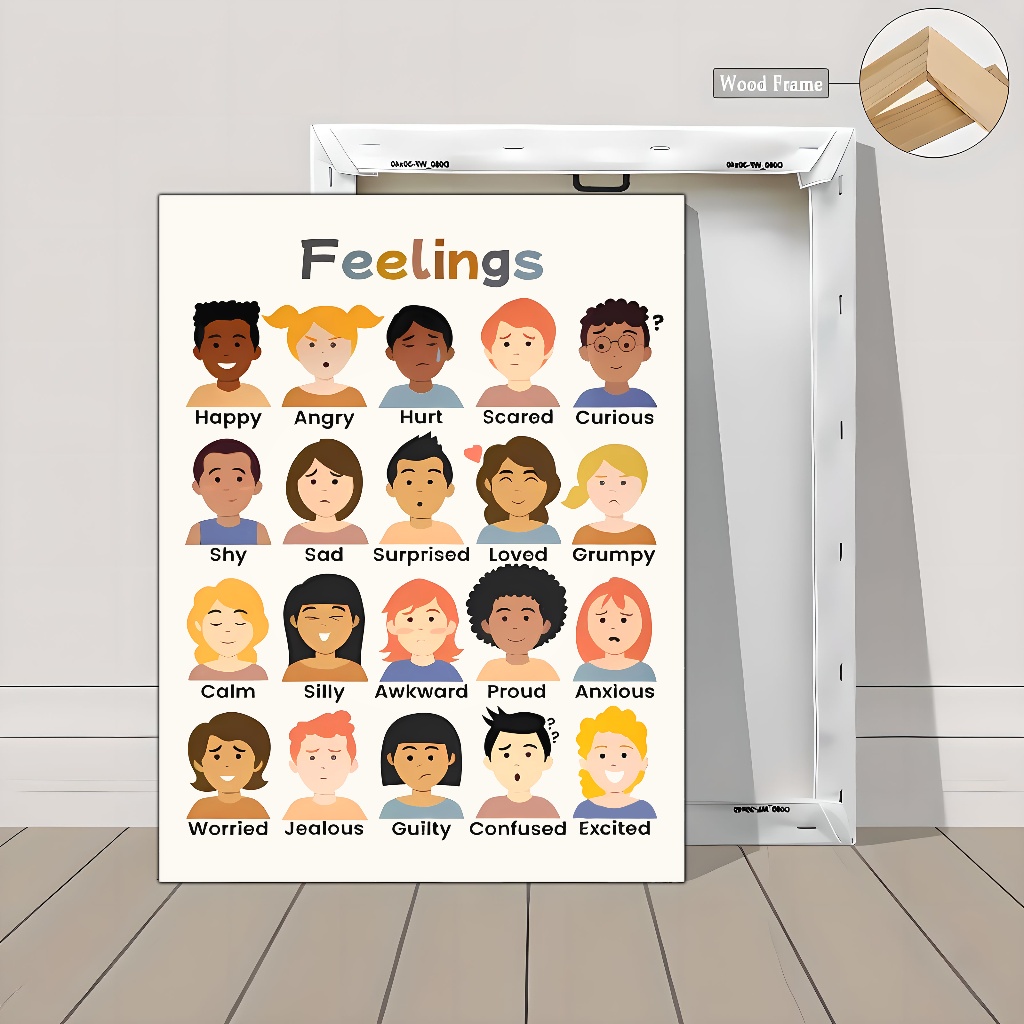 Wood Frame
Feelings
Happy Angry Hurt Scared Curious
?
Shy Sad Surprised Loved Grumpy
Calm Silly Awkward Proud Anxious
??
Worried Jealous Guilty Confused Excited